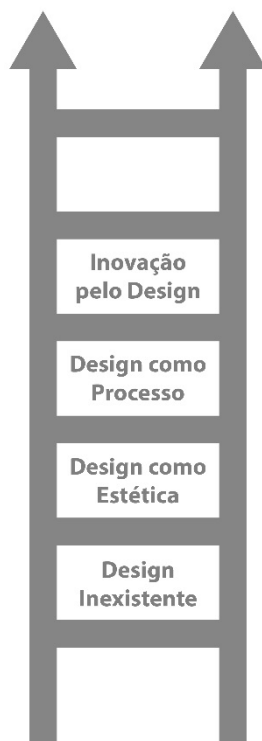 Inovação
pelo Design
Design como
Processo
Design como
Estética
Design
Inexistente